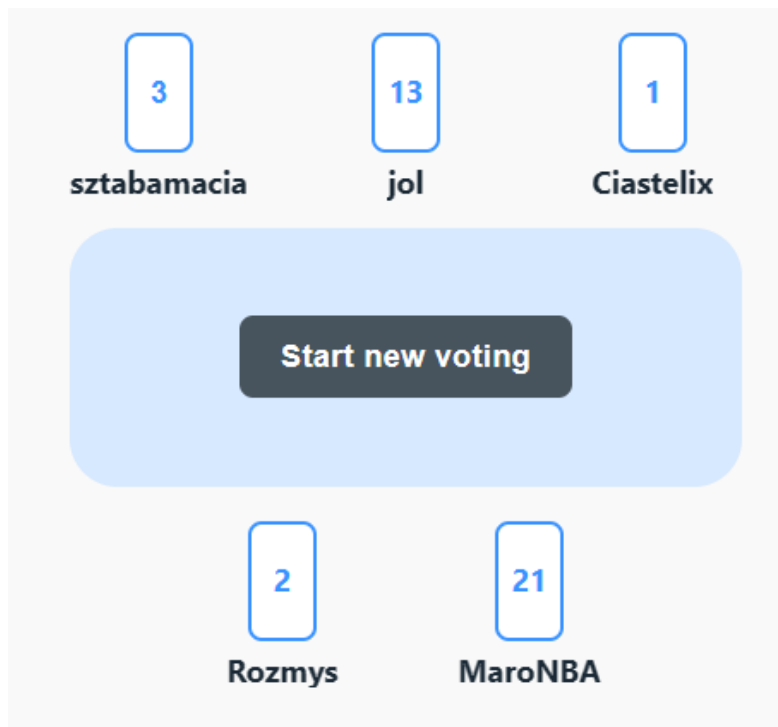 3 13 1
sztabamacia jol Ciastelix
Start new voting
2 21
Rozmys MaroNBA